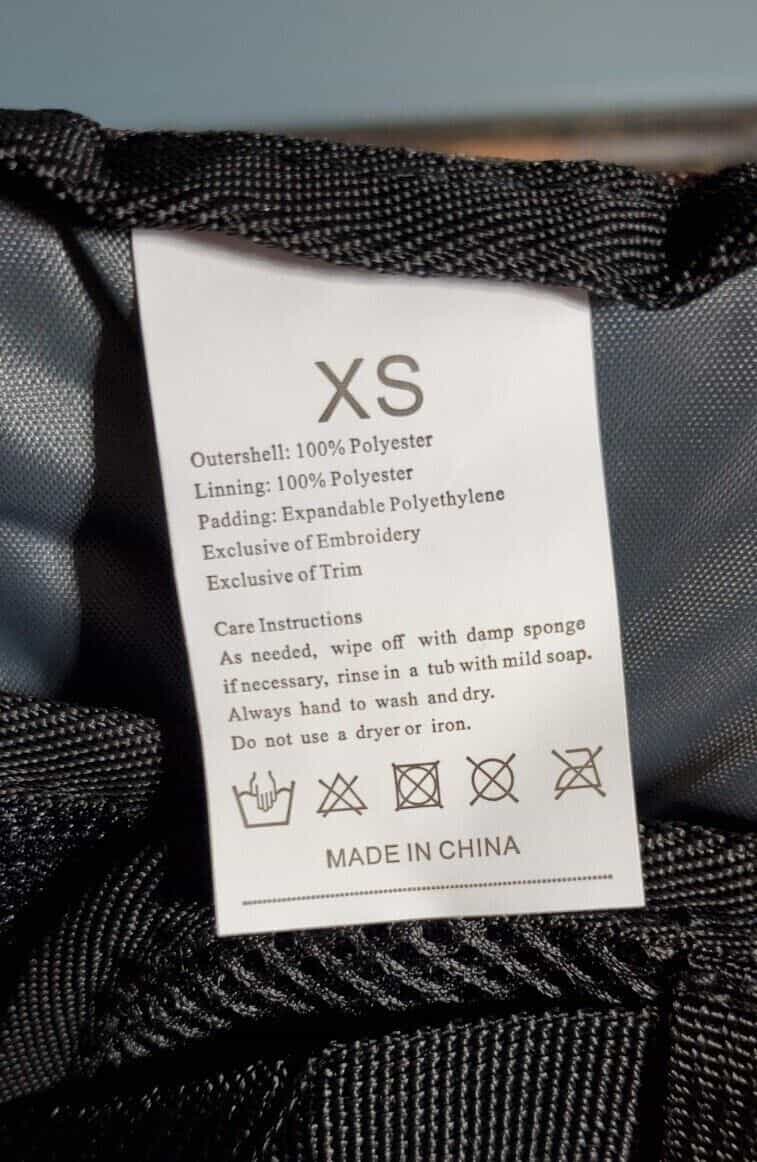 XS
Outershell: 100% Polyester
Linning: 100% Polyester
Padding: Expandable Polyethylene
Exclusive of Embroidery
Exclusive of Trim
Care Instructions
As needed, wipe off with damp sponge
if necessary, rinse in a tub with mild soap.
Always hand to wash and dry.
Do not use a dryer or iron.
MADE IN CHINA